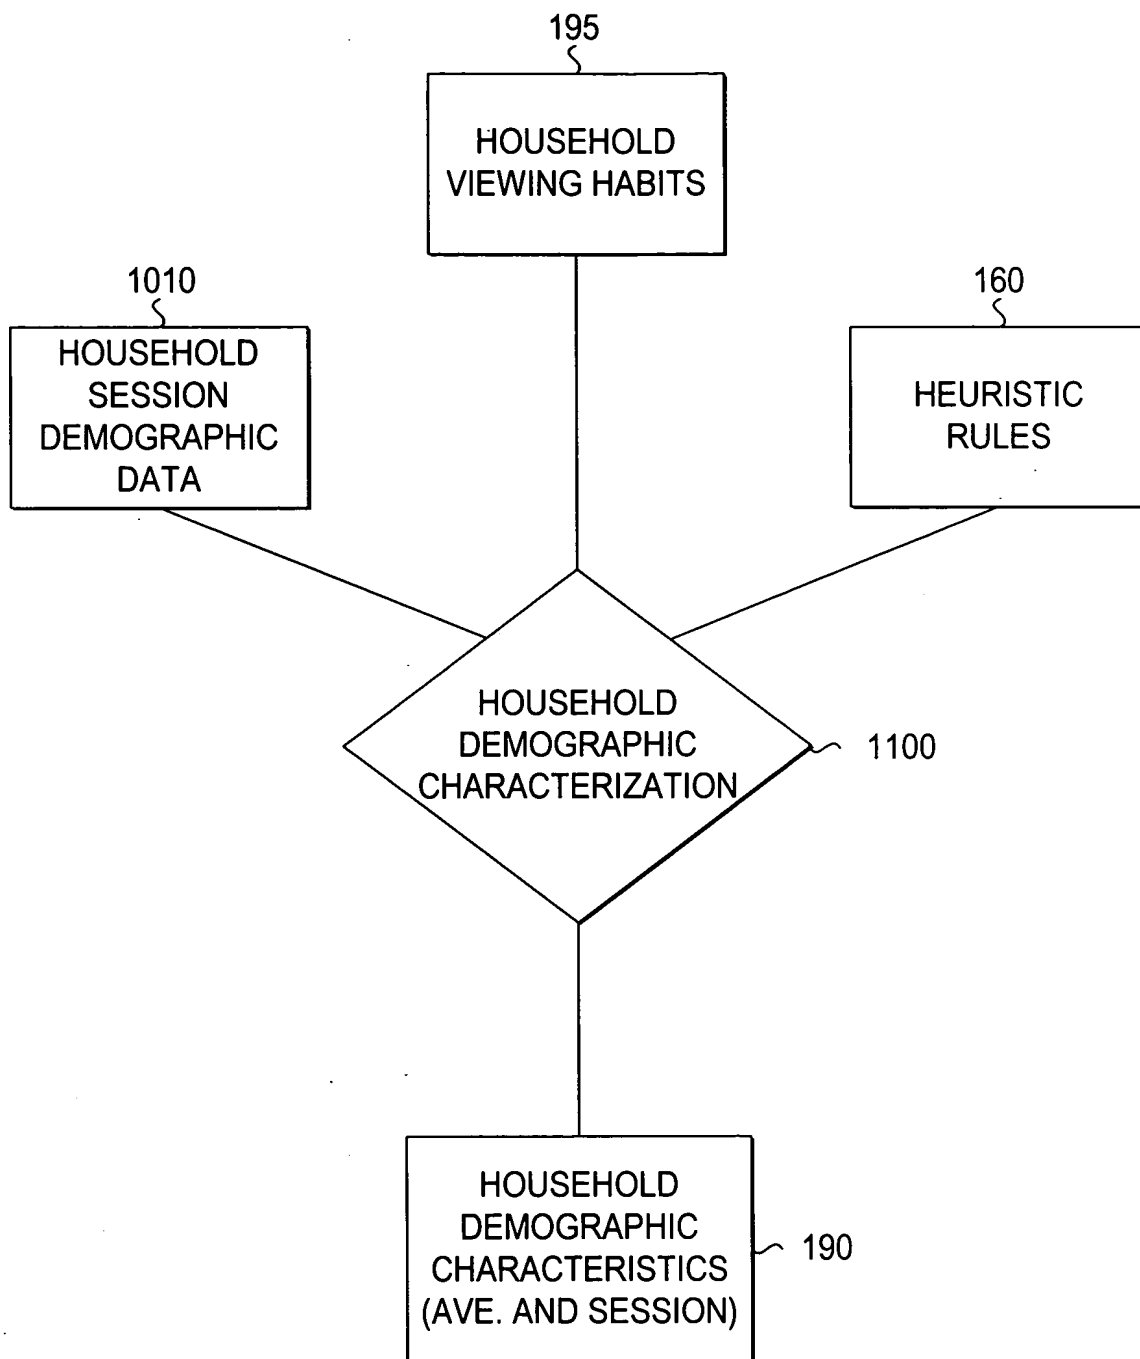 195
HOUSEHOLD
VIEWING HABITS
1010
HOUSEHOLD
SESSION
DEMOGRAPHIC
DATA
160
HEURISTIC
RULES
HOUSEHOLD
DEMOGRAPHIC
CHARACTERIZATION
1100
HOUSEHOLD
DEMOGRAPHIC
CHARACTERISTICS
(AVE. AND SESSION)
190